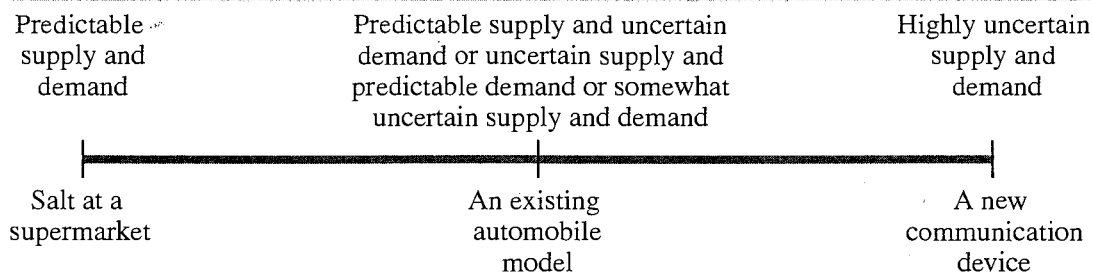 Predictable
supply and
demand
Predictable supply and uncertain
demand or uncertain supply and
predictable demand or somewhat
uncertain supply and demand
Highly uncertain
supply and
demand
Salt at a
supermarket
An existing
automobile
model
A new
communication
device